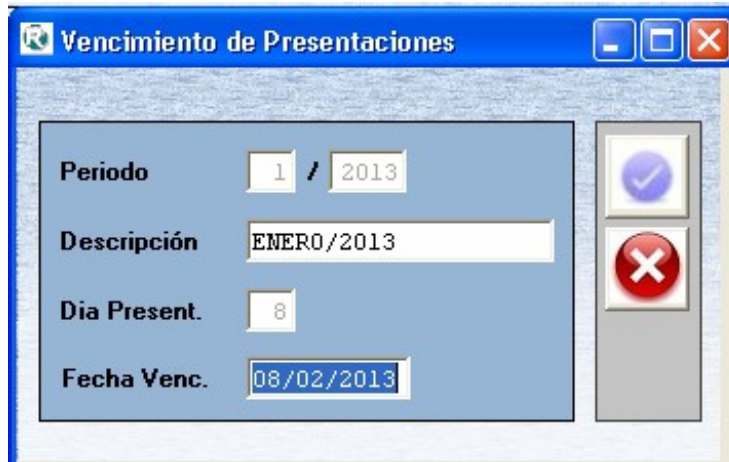 R Vencimiento de Presentaciones
Periodo 1 / 2013
Descripción ENERO/2013
Dia Present. 8
Fecha Venc. 08/02/2013